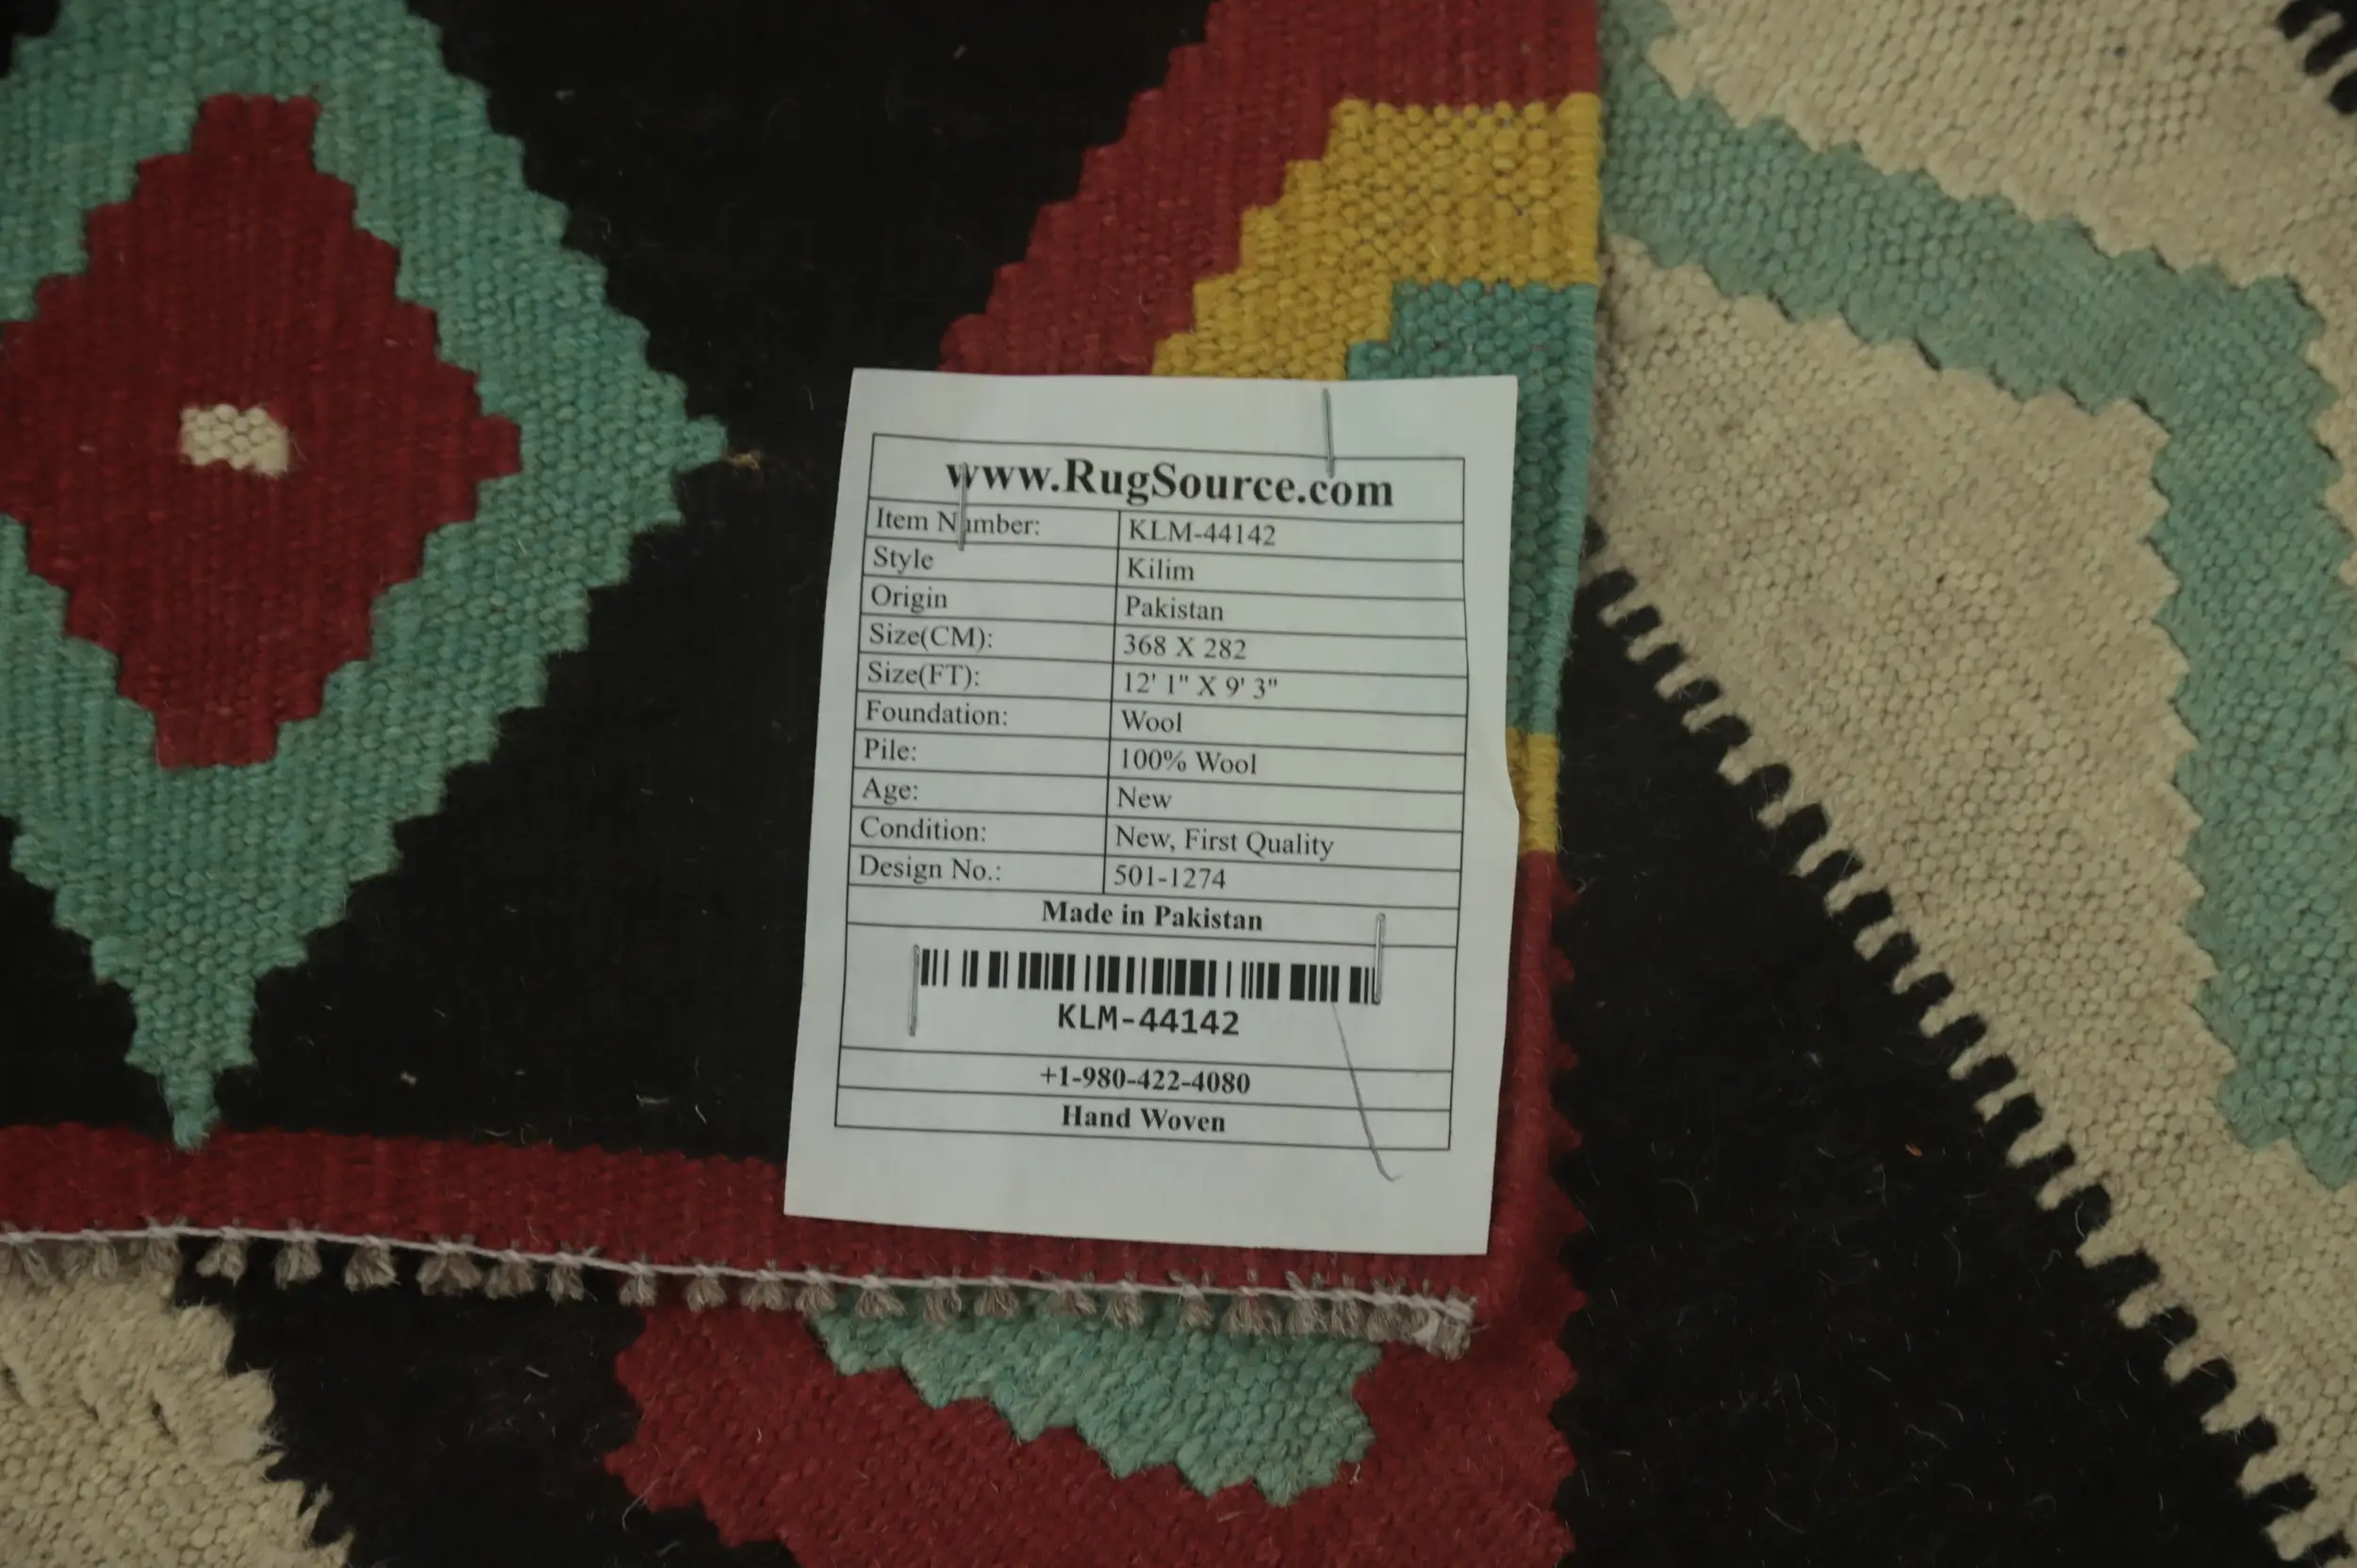 www.RugSource.com
Item Number: KLM-44142
Style Kilim
Origin Pakistan
Size(CM): 368 X 282
Size(FT): 12' 1" X 9' 3"
Foundation: Wool
Pile: 100% Wool
Age: New
Condition: New, First Quality
Design No.: 501-1274
Made in Pakistan
KLM-44142
+1-980-422-4080
Hand Woven